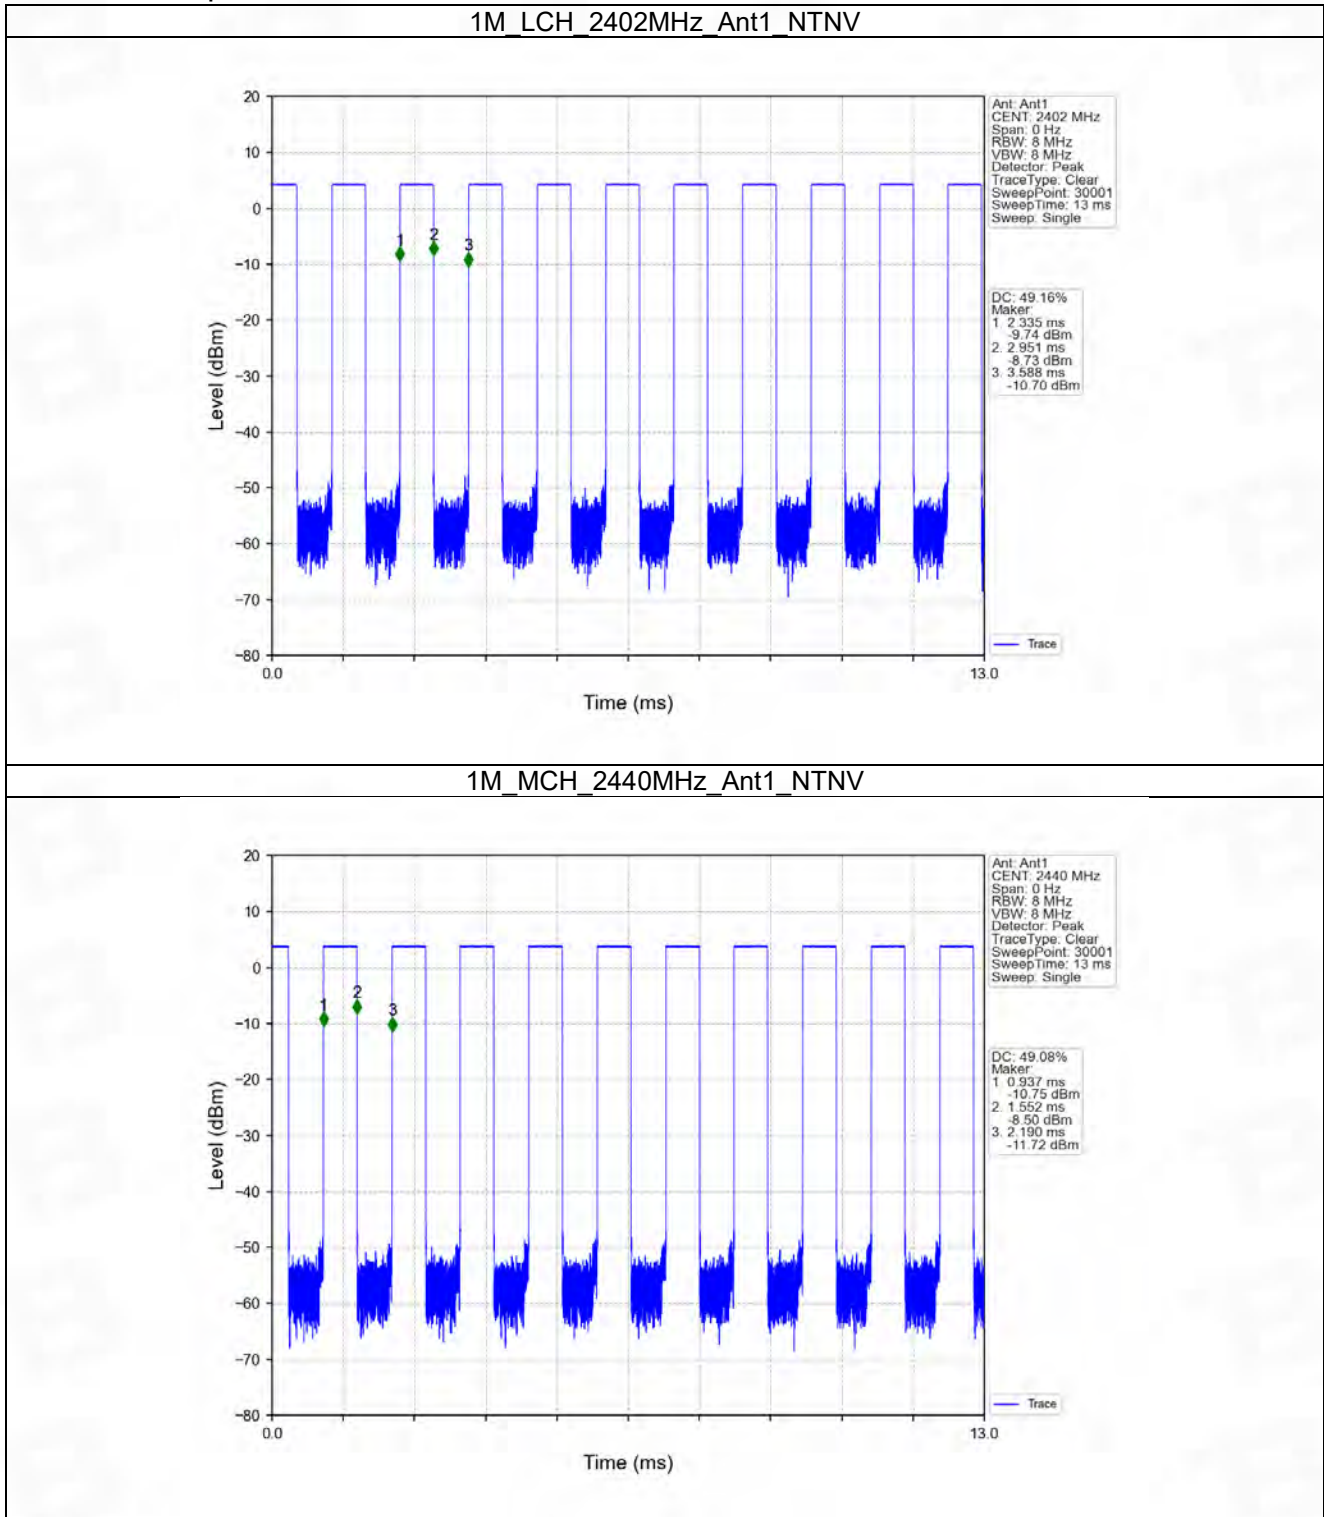 1M_LCH_2402MHz_Ant1_NTNV
20
10
0
−10
−20
−30
−40
−50
−60
−70
−80
Level (dBm)
1
2
3
0.0
13.0
Time (ms)
Ant: Ant1
CENT: 2402 MHz
Span: 0 Hz
RBW: 8 MHz
VBW: 8 MHz
Detector: Peak
TraceType: Clear
SweepPoint: 30001
SweepTime: 13 ms
Sweep: Single
DC: 49.16%
Maker:
1. 2.335 ms
-9.74 dBm
2. 2.951 ms
-8.73 dBm
3. 3.588 ms
-10.70 dBm
Trace
1M_MCH_2440MHz_Ant1_NTNV
20
10
0
−10
−20
−30
−40
−50
−60
−70
−80
Level (dBm)
1
2
3
0.0
13.0
Time (ms)
Ant: Ant1
CENT: 2440 MHz
Span: 0 Hz
RBW: 8 MHz
VBW: 8 MHz
Detector: Peak
TraceType: Clear
SweepPoint: 30001
SweepTime: 13 ms
Sweep: Single
DC: 49.08%
Maker:
1. 0.937 ms
-10.75 dBm
2. 1.552 ms
-8.50 dBm
3. 2.190 ms
-11.72 dBm
Trace